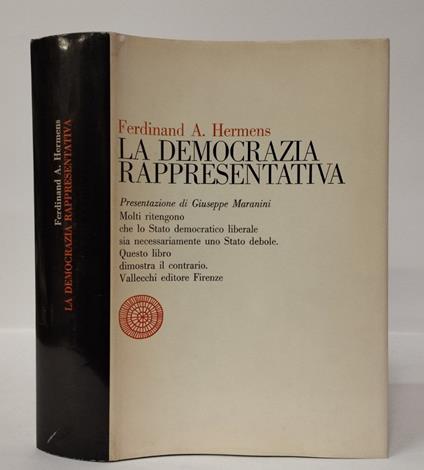 Ferdinand A. Hermens
LA DEMOCRAZIA RAPPRESENTATIVA
Ferdinand A. Hermens
LA DEMOCRAZIA
RAPPRESENTATIVA
Presentazione di Giuseppe Maranini
Molti ritengono
che lo Stato democratico liberale
sia necessariamente uno Stato debole.
Questo libro
dimostra il contrario.
Vallecchi editore Firenze